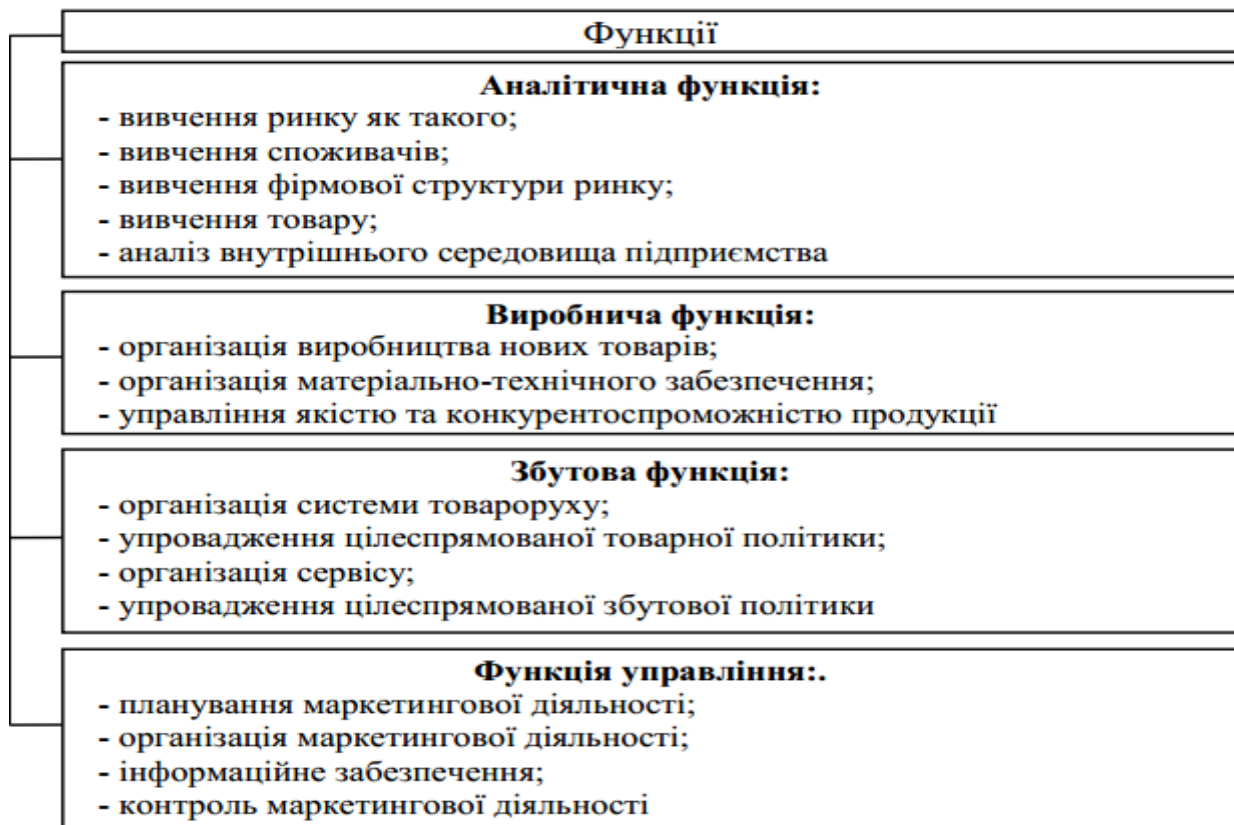 Функції
Аналітична функція:
- вивчення ринку як такого;
- вивчення споживачів;
- вивчення фірмової структури ринку;
- вивчення товару;
- аналіз внутрішнього середовища підприємства
Виробнича функція:
- організація виробництва нових товарів;
- організація матеріально-технічного забезпечення;
- управління якістю та конкурентоспроможністю продукції
Збутова функція:
- організація системи товароруху;
- упровадження цілеспрямованої товарної політики;
- організація сервісу;
- упровадження цілеспрямованої збутової політики
Функція управління:.
- планування маркетингової діяльності;
- організація маркетингової діяльності;
- інформаційне забезпечення;
- контроль маркетингової діяльності